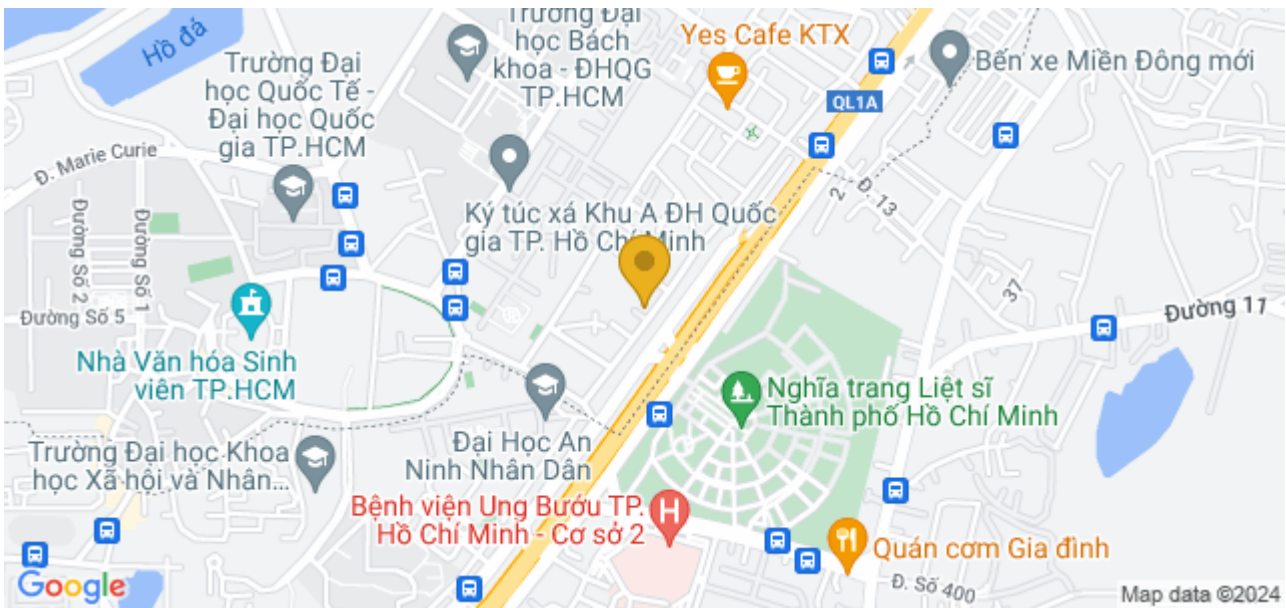 Hồ đá
Trường Đại
học Quốc Tế -
Đại học Quốc
gia TP.HCM
Trường Đại
học Bách
khoa - ĐHQG
TP.HCM
Yes Cafe KTX
QL1A
Bến xe Miền Đông mới
Đ. Marie Curie
Đường Số 2
Đường Số 1
Đường Số 5
Ký túc xá Khu A ĐH Quốc
gia TP. Hồ Chí Minh
2
Đ. 13
37
Đường 11
Nhà Văn hóa Sinh
viên TP.HCM
Nghĩa trang Liệt sĩ
Thành phố Hồ Chí Minh
Đại Học An
Ninh Nhân Dân
Trường Đại học Khoa
học Xã hội và Nhân...
Bệnh viện Ung Bướu TP.
Hồ Chí Minh - Cơ sở 2
H
Quán cơm Gia đình
Đ. Số 400
Google
Map data ©2024